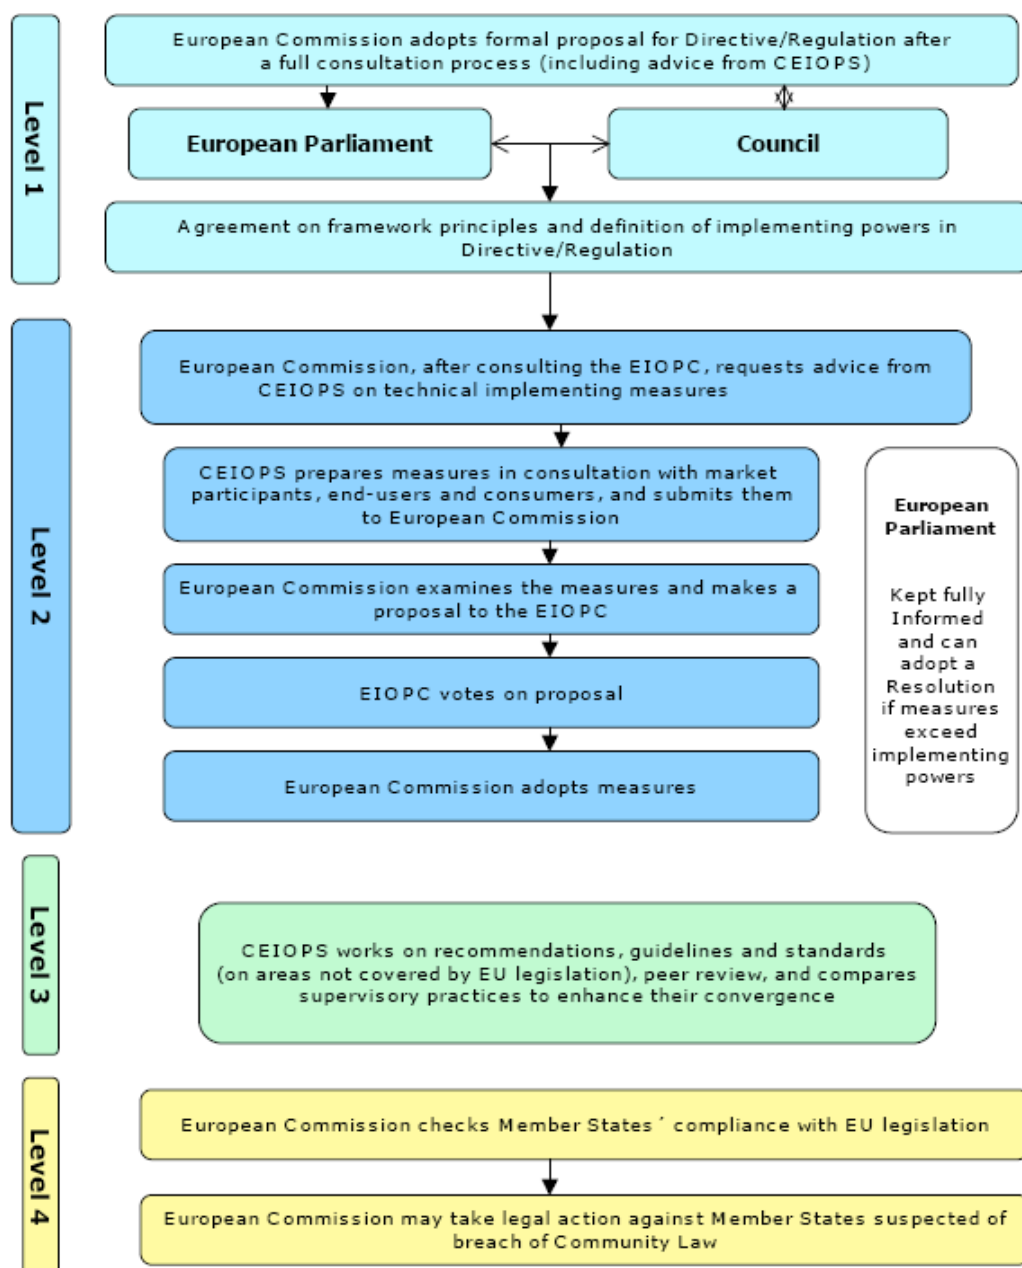 Level 1
European Commission adopts formal proposal for Directive/Regulation after
a full consultation process (including advice from CEIOPS)
European Parliament
Council
Agreement on framework principles and definition of implementing powers in
Directive/Regulation
Level 2
European Commission, after consulting the EIOPC, requests advice from
CEIOPS on technical implementing measures
CEIOPS prepares measures in consultation with market
participants, end-users and consumers, and submits them
to European Commission
European Commission examines the measures and makes a
proposal to the EIOPC
EIOPC votes on proposal
European Commission adopts measures
European
Parliament
Kept fully
Informed
and can
adopt a
Resolution
if measures
exceed
implementing
powers
Level 3
CEIOPS works on recommendations, guidelines and standards
(on areas not covered by EU legislation), peer review, and compares
supervisory practices to enhance their convergence
Level 4
European Commission checks Member States´ compliance with EU legislation
European Commission may take legal action against Member States suspected of
breach of Community Law